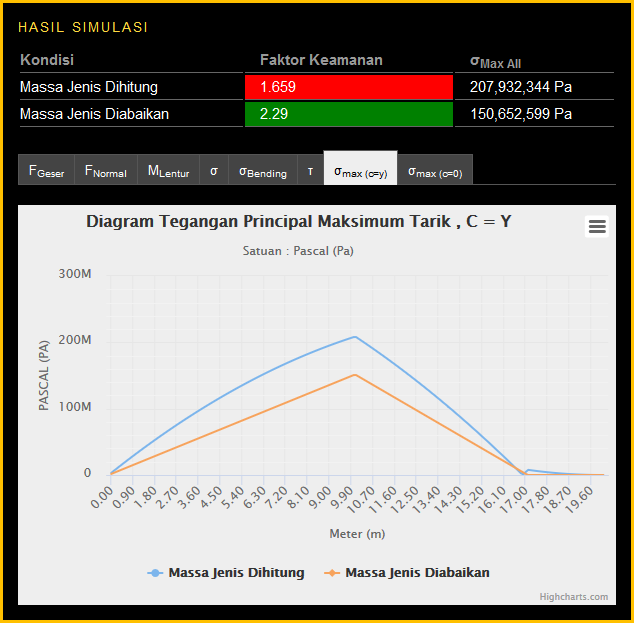 HASIL SIMULASI
Kondisi Faktor Keamanan σMax All
Massa Jenis Dihitung 1.659 207,932,344 Pa
Massa Jenis Diabaikan 2.29 150,652,599 Pa
FGeser FNormal MLentur σ σBending τ σmax (c=y) σmax (c=0)
Diagram Tegangan Principal Maksimum Tarik , C = Y
Satuan : Pascal (Pa)
PASCAL (PA)
300M
200M
100M
0
0.00 0.90 1.80 2.70 3.60 4.50 5.40 6.30 7.20 8.10 9.00 9.90 10.70 11.60 12.50 13.40 14.30 15.20 16.10 17.00 17.80 18.70 19.60
Meter (m)
Massa Jenis Dihitung Massa Jenis Diabaikan
Highcharts.com